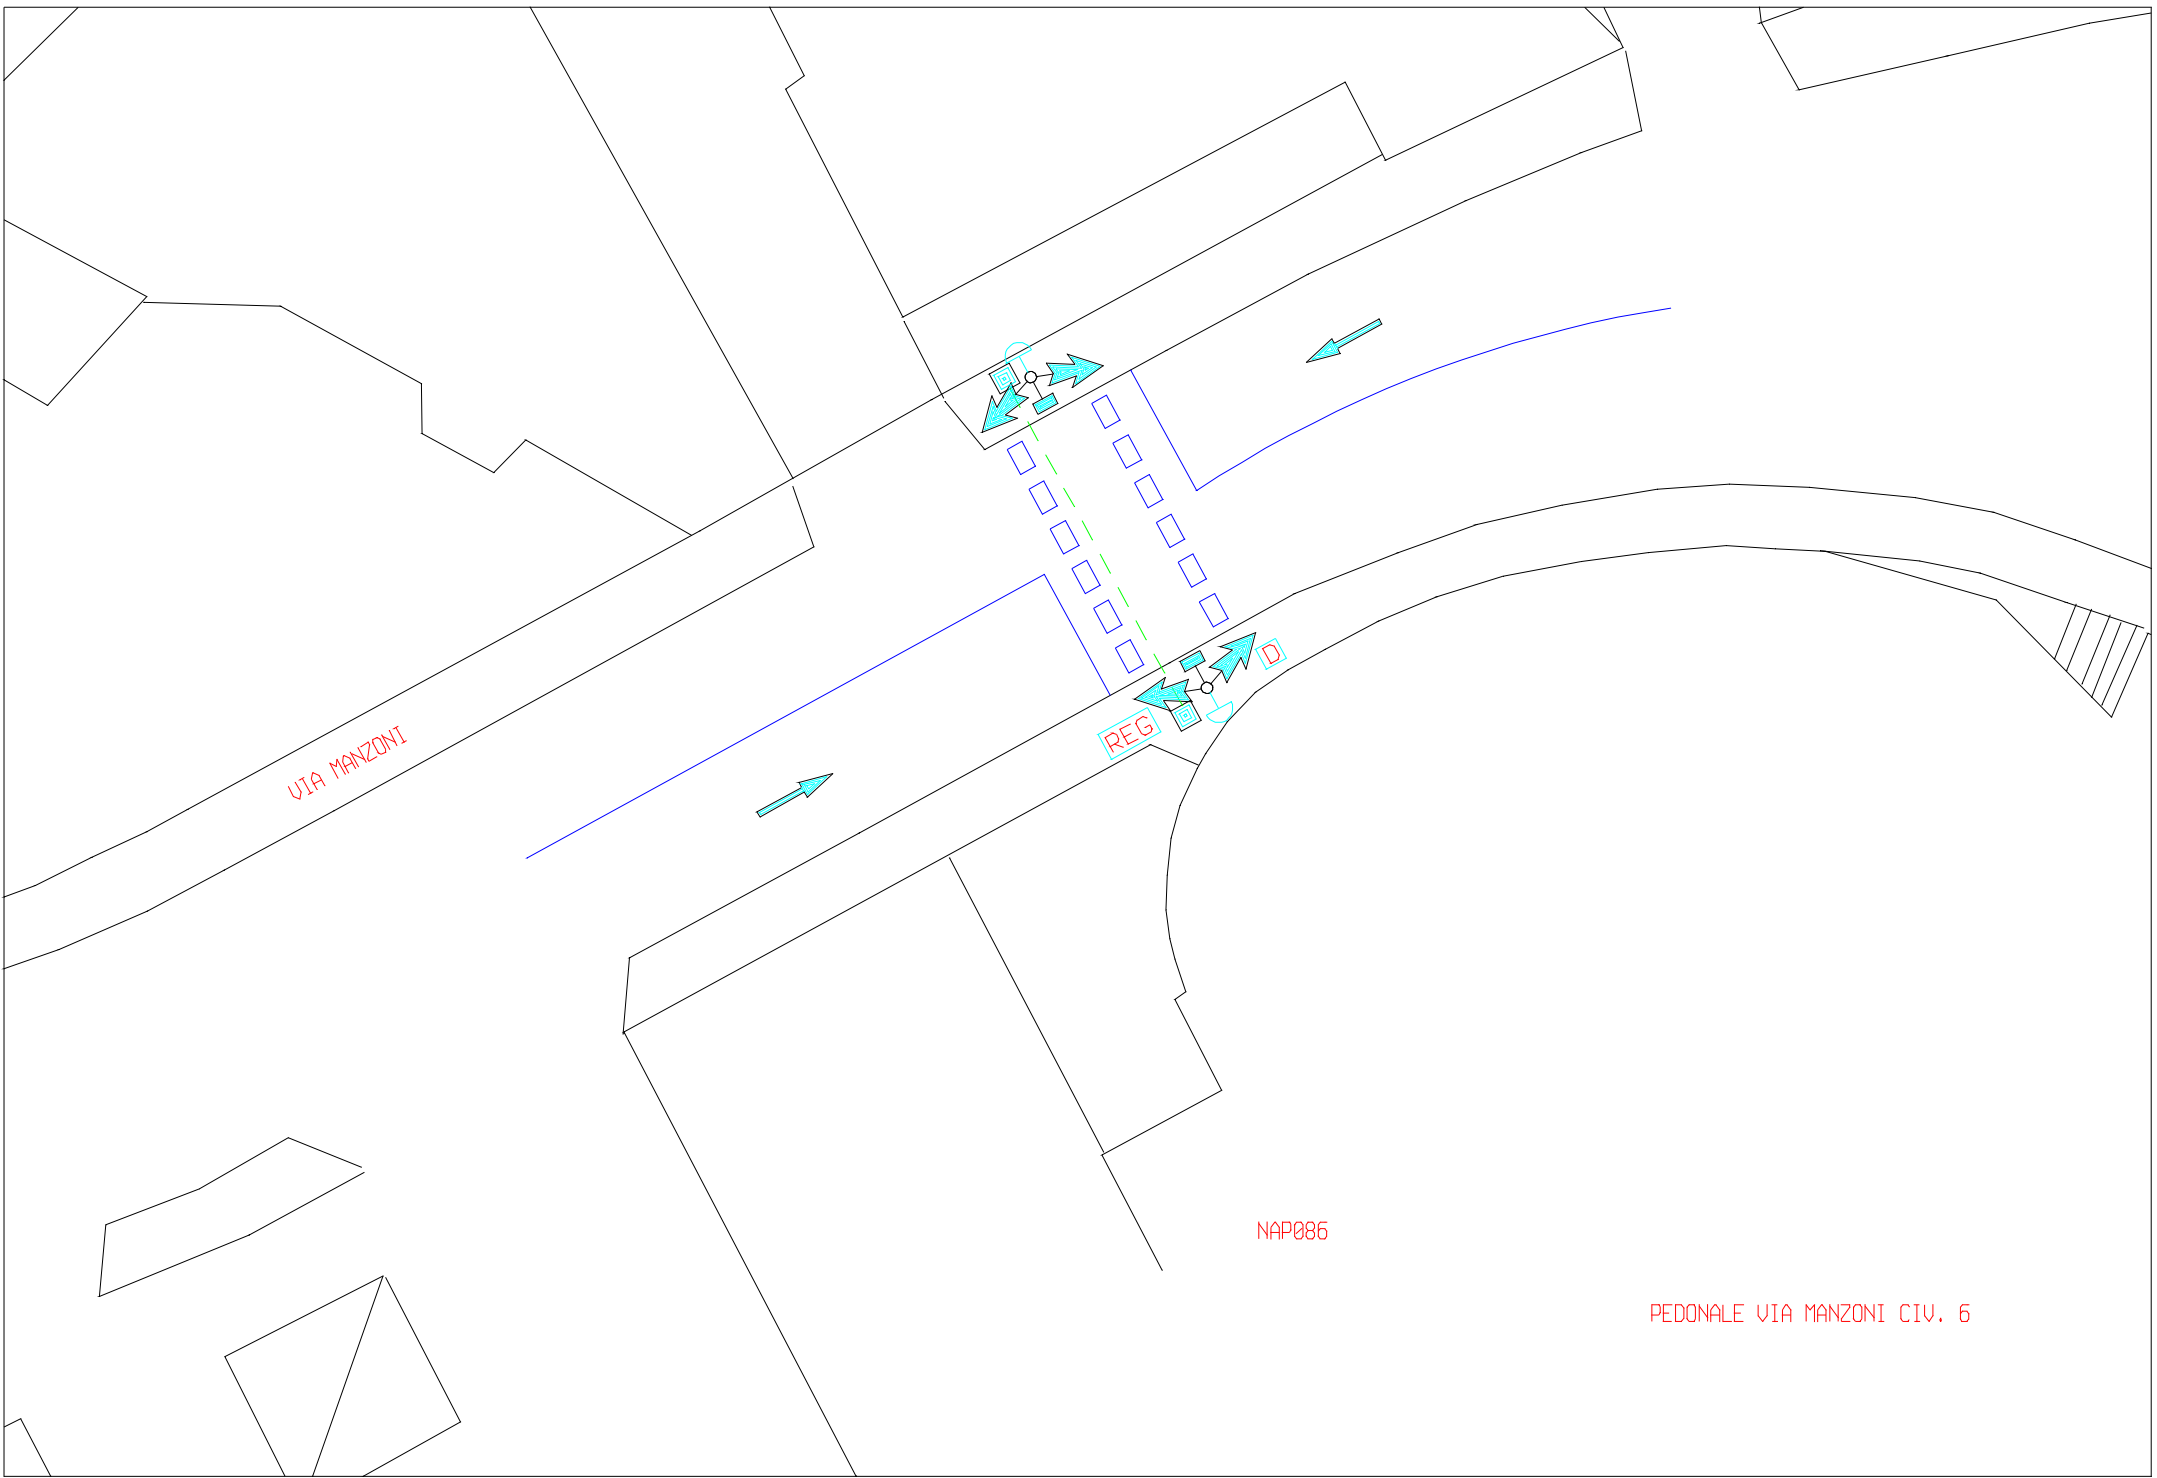 D
REG
VIA MANZONI
NAP086
PEDONALE VIA MANZONI CIV. 6